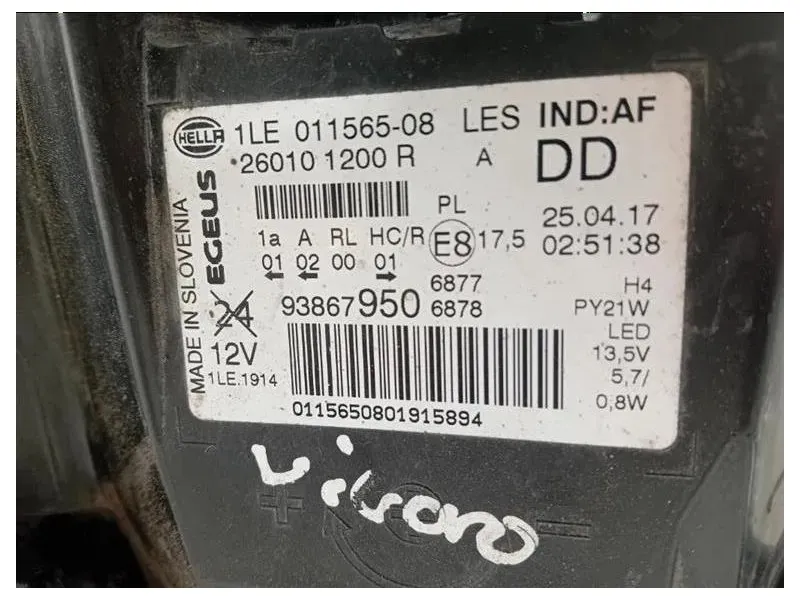 HELLA 1LE 011565-08 LES IND:AF
26010 1 1200 R A DD
MADE IN SLOVENIA
EGEUS
PL 25.04.17
1a A RL HC/R E8 17,5 02:51:38
01 02 00 01
6877 H4
24 93867950 6878 PY21W
12V LED
13,5V
1LE.1914 5,7/
0,8W
0115650801915894